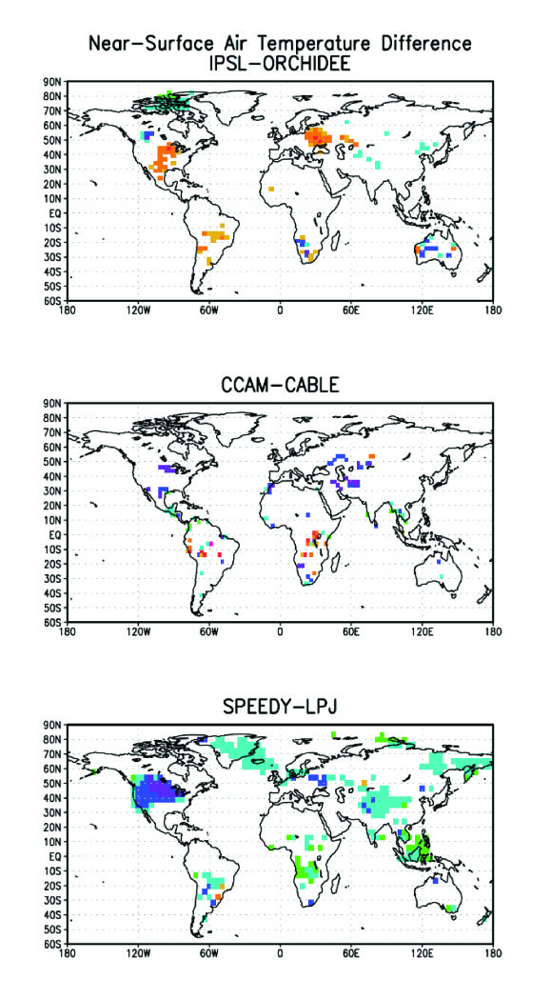 Near-Surface Air Temperature Difference
IPSL-ORCHIDEE
90N
80N
70N
60N
50N
40N
30N
20N
10N
EQ
10S
20S
30S
40S
50S
60S
180 120W 60W 0 60E 120E 180
CCAM-CABLE
90N
80N
70N
60N
50N
40N
30N
20N
10N
EQ
10S
20S
30S
40S
50S
60S
180 120W 60W 0 60E 120E 180
SPEEDY-LPJ
90N
80N
70N
60N
50N
40N
30N
20N
10N
EQ
10S
20S
30S
40S
50S
60S
180 120W 60W 0 60E 120E 180